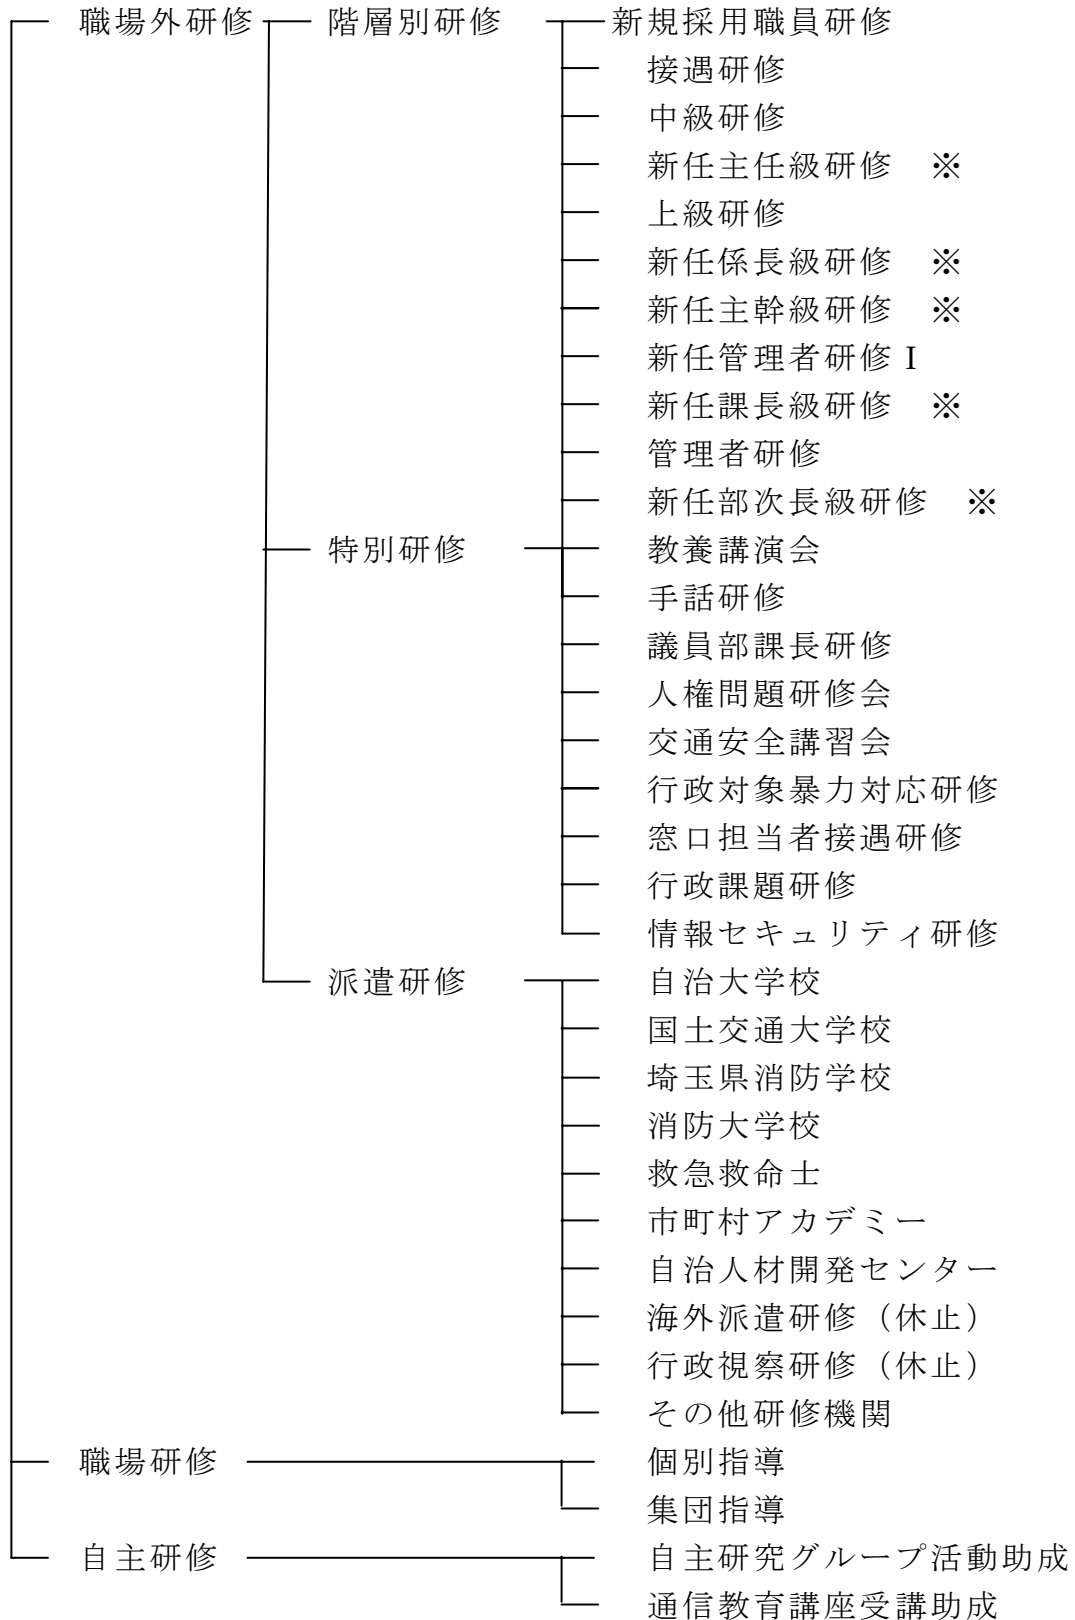 職場外研修 階層別研修 新規採用職員研修
接遇研修
中級研修
新任主任級研修 ※
上級研修
新任係長級研修 ※
新任主幹級研修 ※
新任管理者研修Ⅰ
新任課長級研修 ※
管理者研修
新任部次長級研修 ※
特別研修 教養講演会
手話研修
議員部課長研修
人権問題研修会
交通安全講習会
行政対象暴力対応研修
窓口担当者接遇研修
行政課題研修
情報セキュリティ研修
派遣研修 自治大学校
国土交通大学校
埼玉県消防学校
消防大学校
救急救命士
市町村アカデミー
自治人材開発センター
海外派遣研修（休止）
行政視察研修（休止）
その他研修機関
職場研修 個別指導
集団指導
自主研修 自主研究グループ活動助成
通信教育講座受講助成